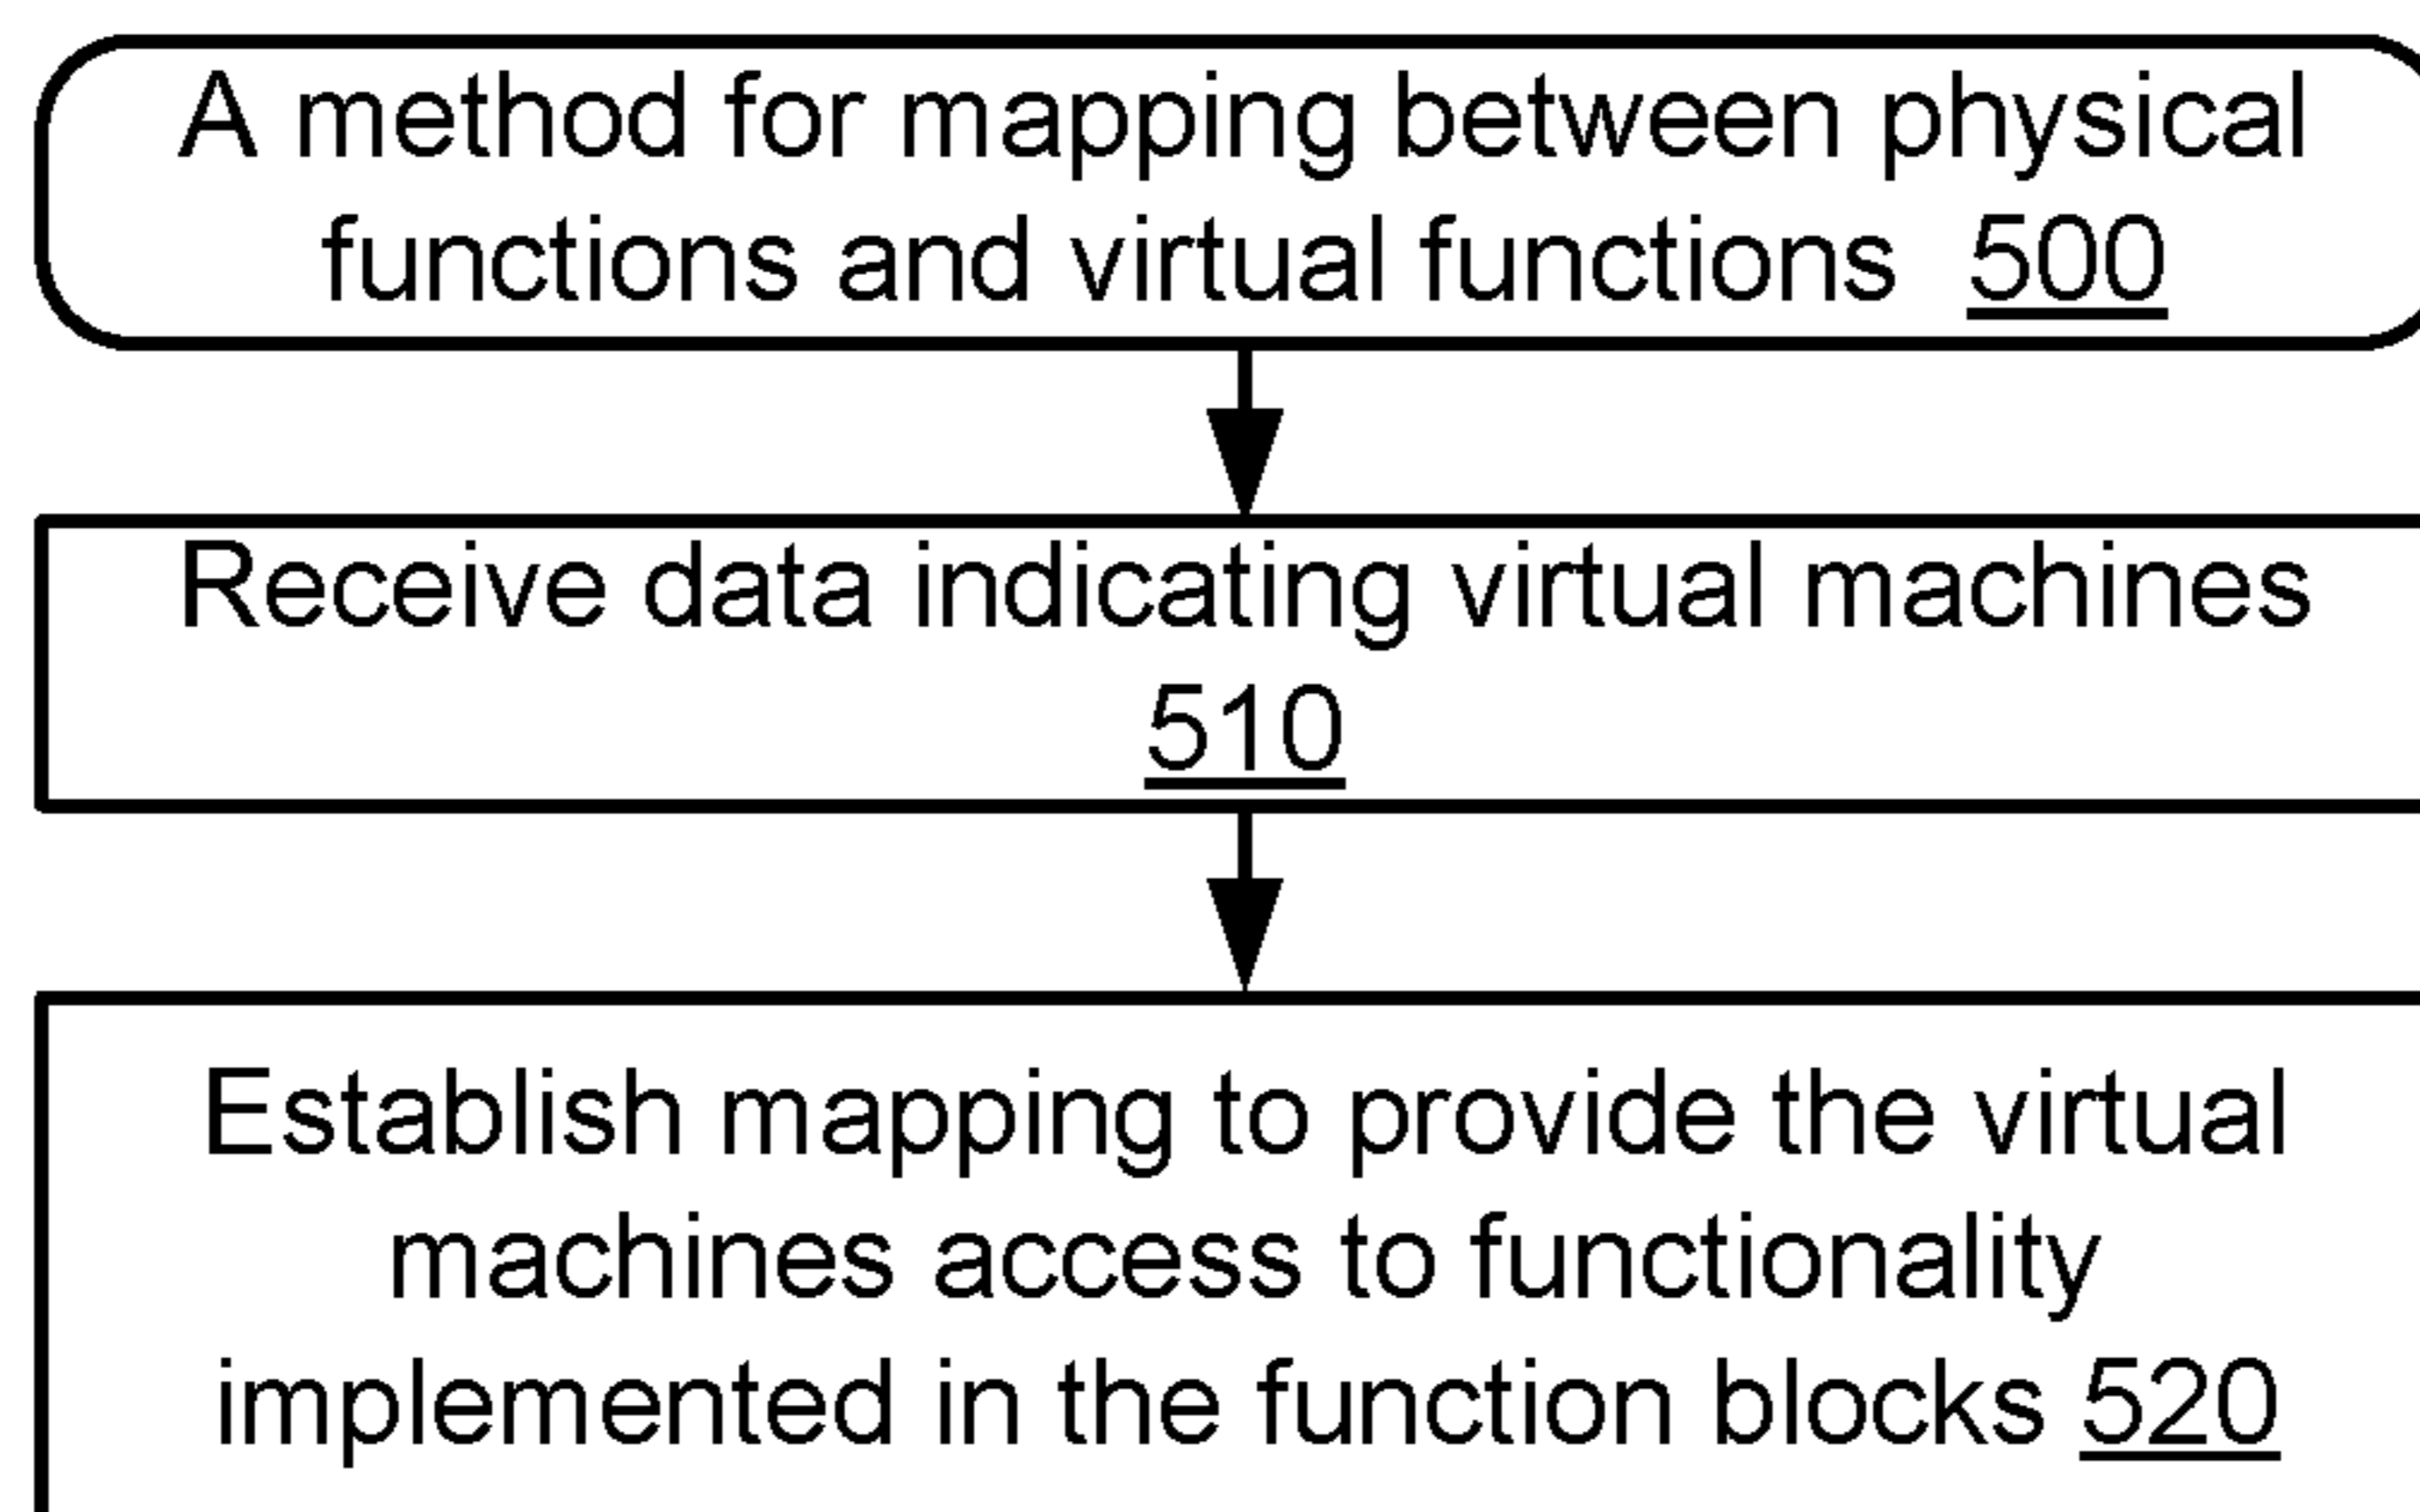 A method for mapping between physical
functions and virtual functions 500
Receive data indicating virtual machines
510
Establish mapping to provide the virtual
machines access to functionality
implemented in the function blocks 520